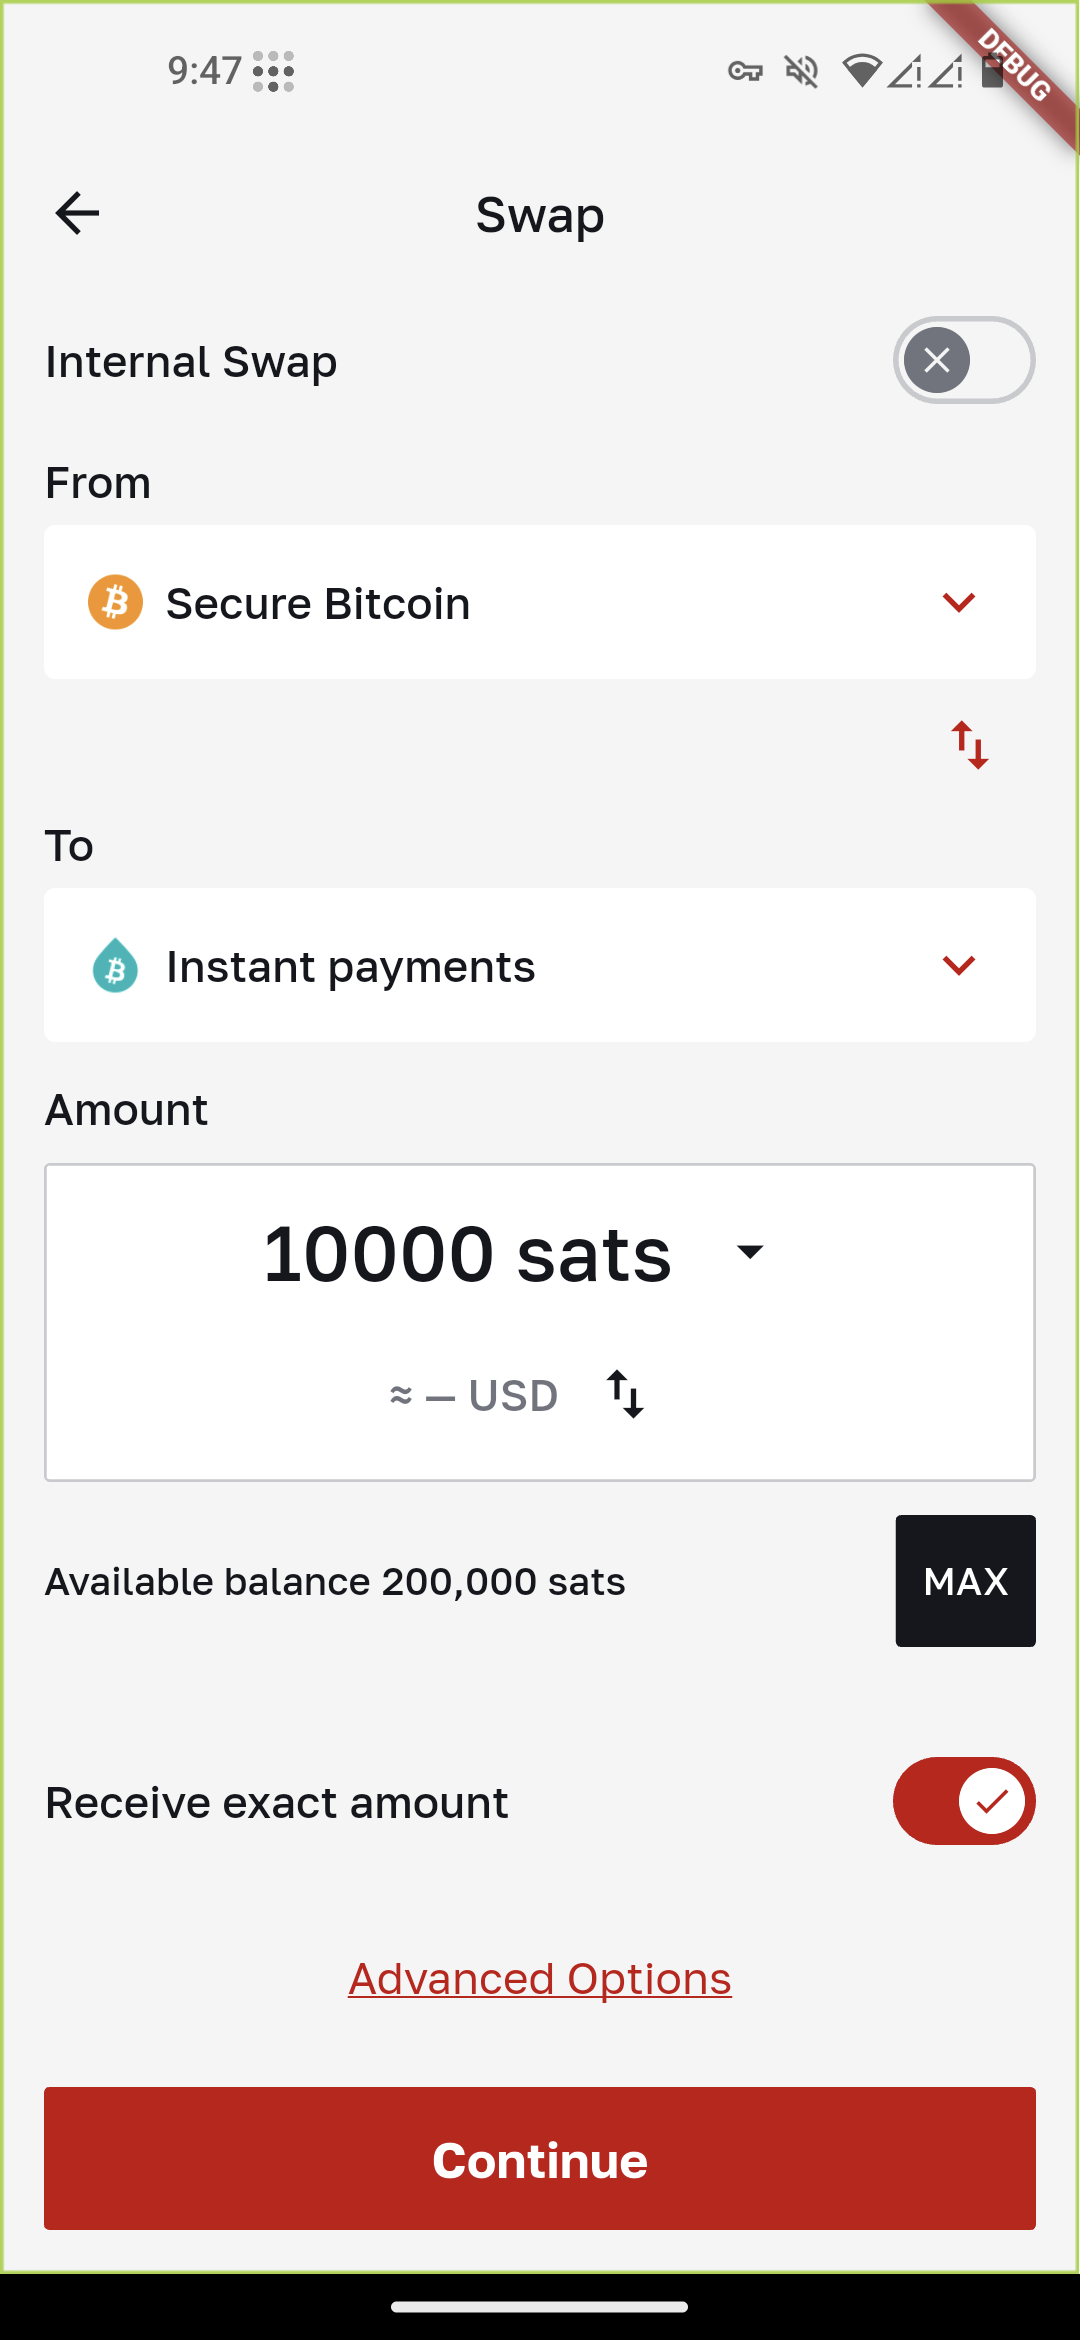 9:47
DEBUG
Swap
Internal Swap
From
Secure Bitcoin
To
Instant payments
Amount
10000 sats
≈ — USD
Available balance 200,000 sats
MAX
Receive exact amount
Advanced Options
Continue